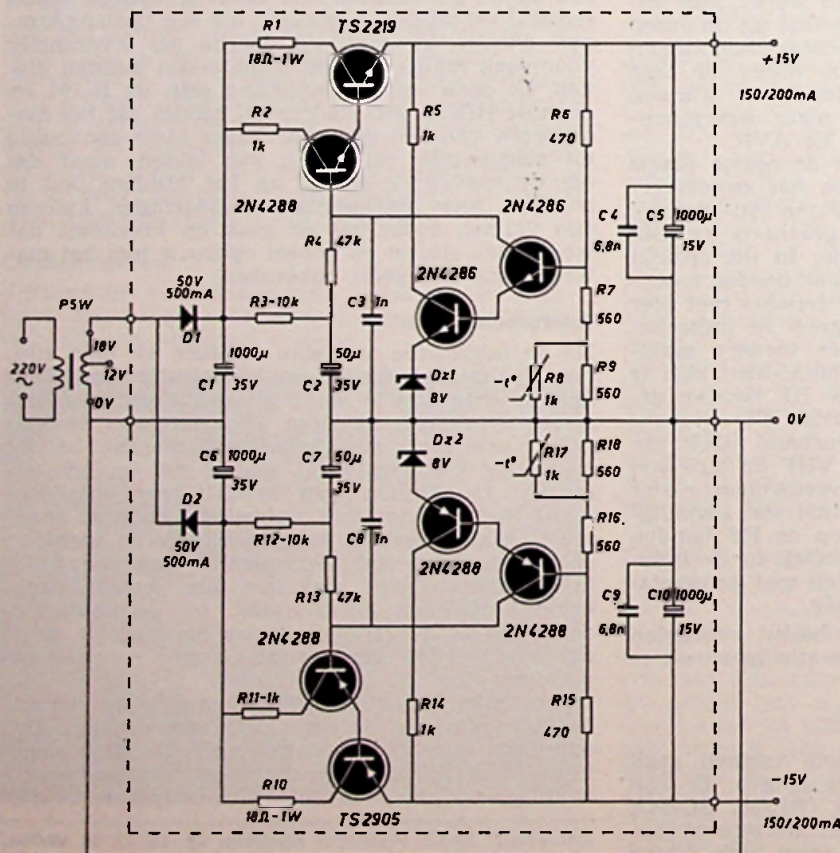 R1
18Ω-1W
TS2219
+15V
150/200mA
R2
1k
R5
1k
R6
470
2N4288
2N4286
C4
6,8n
C5
1000µ
15V
R4
47k
2N4286
50V
500mA
D1
R3-10k
C3
1n
R7
560
PSW
220V
~
18V
12V
0V
1000µ
C1
35V
50µ
C2
35V
Dz1
8V
-t°
R8
1k
R9
560
0V
C6
1000µ
35V
C7
50µ
35V
Dz2
8V
-t°
R17
1k
R18
560
D2
50V
500mA
R12-10k
C8
1n
R16
560
2N4288
R13
47k
2N4288
C9
6,8n
C10
1000µ
15V
2N4288
R11-1k
R14
1k
R15
470
R10
18Ω-1W
TS2905
-15V
150/200mA